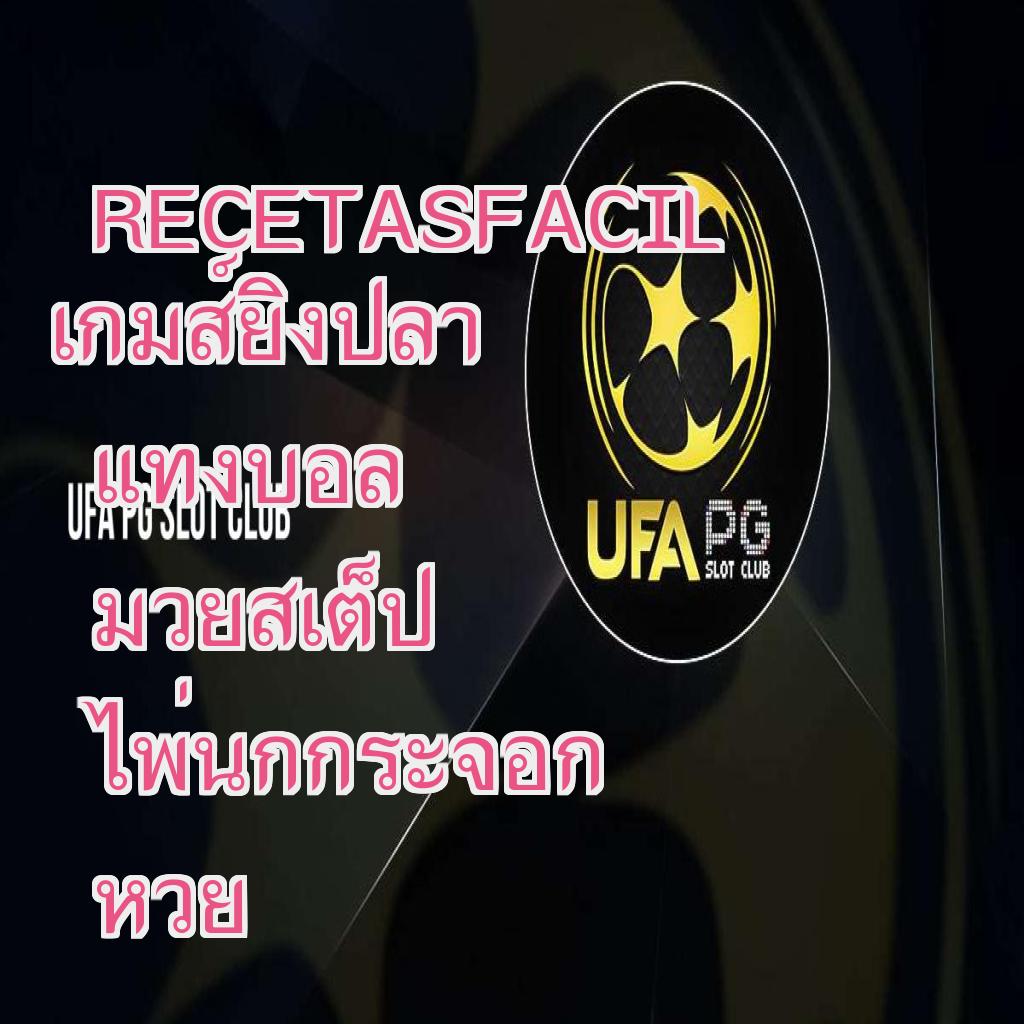 RECETASFACIL
เกมส์ยิงปลา
แทงบอล
UFA PG SLOT CLUB
มวยสเต็ป
ไพ่นกกระจอก
หวย
UFA PG
SLOT CLUB